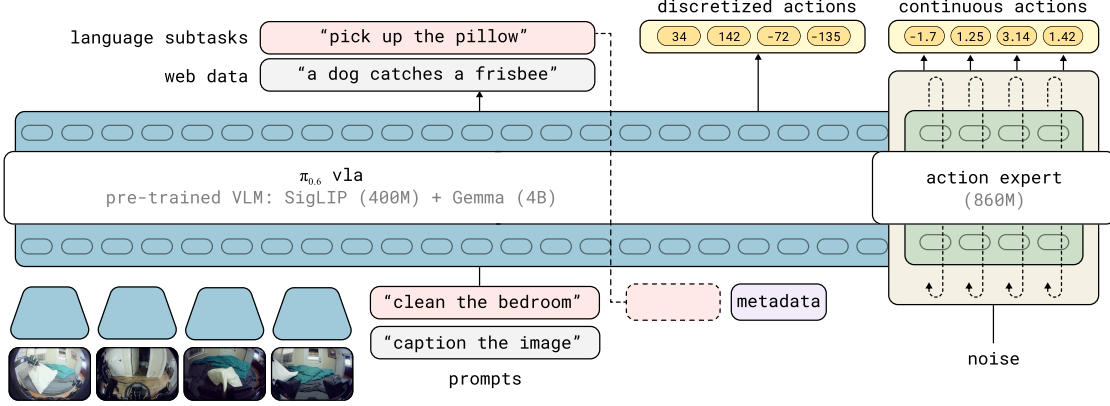 discretized actions
continuous actions
language subtasks
“pick up the pillow”
34 142 -72 -135
-1.7 1.25 3.14 1.42
web data
“a dog catches a frisbee”
π0.6 vla
pre-trained VLM: SigLIP (400M) + Gemma (4B)
action expert
(860M)
“clean the bedroom”
metadata
“caption the image”
noise
prompts